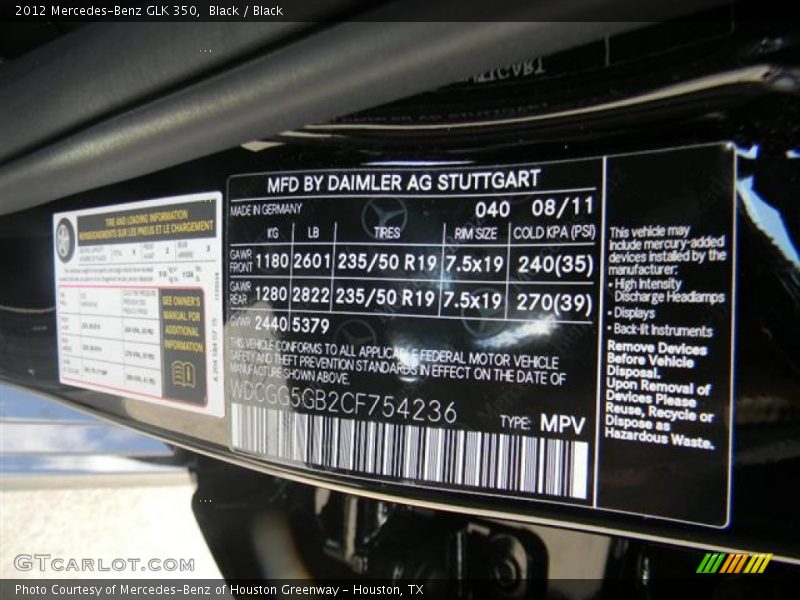 2012 Mercedes-Benz GLK 350, Black / Black
TIRE AND LOADING INFORMATION
RENSEIGNEMENTS SUR LES PNEUS ET LE CHARGEMENT
SEE OWNER'S
MANUAL FOR
ADDITIONAL
INFORMATION
MFD BY DAIMLER AG STUTTGART
MADE IN GERMANY 040 08/11
KG LB TIRES RIM SIZE COLD KPA (PSI)
GAWR FRONT 1180 2601 235/50 R19 7.5x19 240(35)
GAWR REAR 1280 2822 235/50 R19 7.5x19 270(39)
GVWR 2440 5379
THIS VEHICLE CONFORMS TO ALL APPLICABLE FEDERAL MOTOR VEHICLE
SAFETY AND THEFT PREVENTION STANDARDS IN EFFECT ON THE DATE OF
MANUFACTURE SHOWN ABOVE.
WDCGG5GB2CF754236
TYPE: MPV
This vehicle may
include mercury-added
devices installed by the
manufacturer:
• High Intensity
Discharge Headlamps
• Displays
• Back-lit Instruments
Remove Devices
Before Vehicle
Disposal.
Upon Removal of
Devices Please
Reuse, Recycle or
Dispose as
Hazardous Waste.
GTCARLOT.COM
Photo Courtesy of Mercedes-Benz of Houston Greenway - Houston, TX